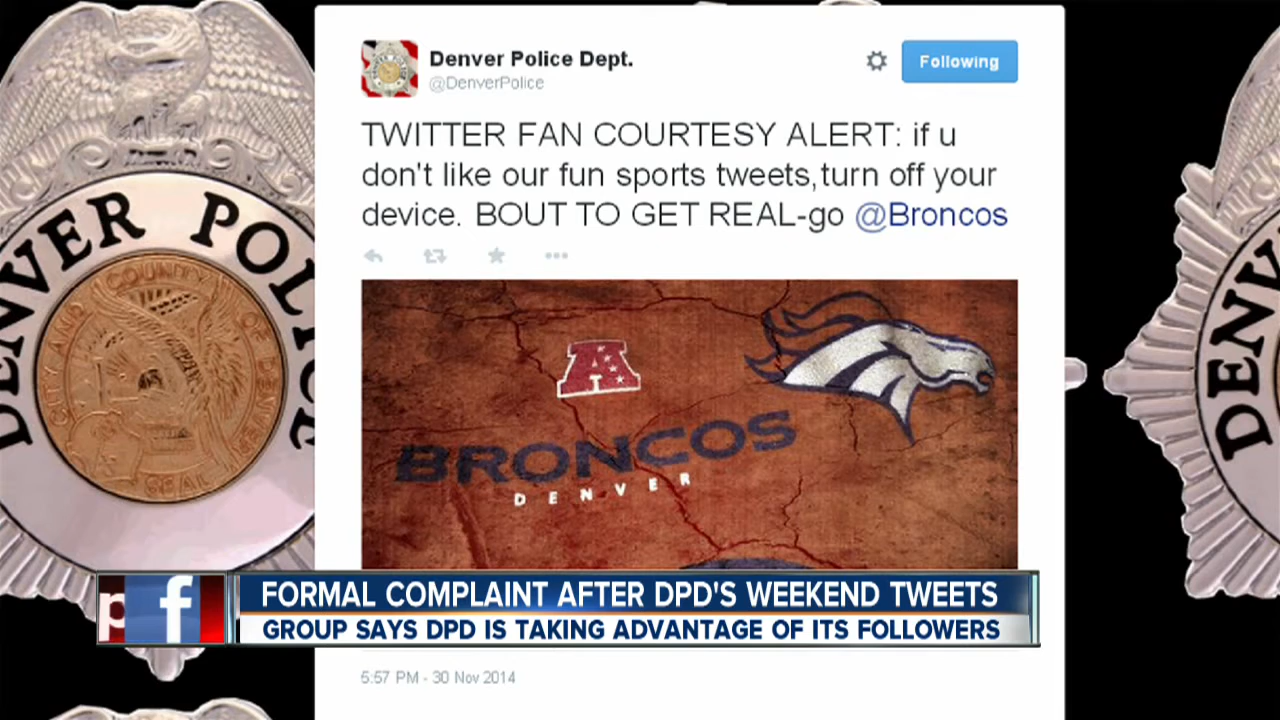 Denver Police Dept.
@DenverPolice
Following
TWITTER FAN COURTESY ALERT: if u
don't like our fun sports tweets,turn off your
device. BOUT TO GET REAL-go @Broncos
A
BRONCOS
DENVER
FORMAL COMPLAINT AFTER DPD'S WEEKEND TWEETS
GROUP SAYS DPD IS TAKING ADVANTAGE OF ITS FOLLOWERS
p f
5:57 PM - 30 Nov 2014
DENVER POLICE
CITY AND COUNTY OF DENVER
SEAL
DENV